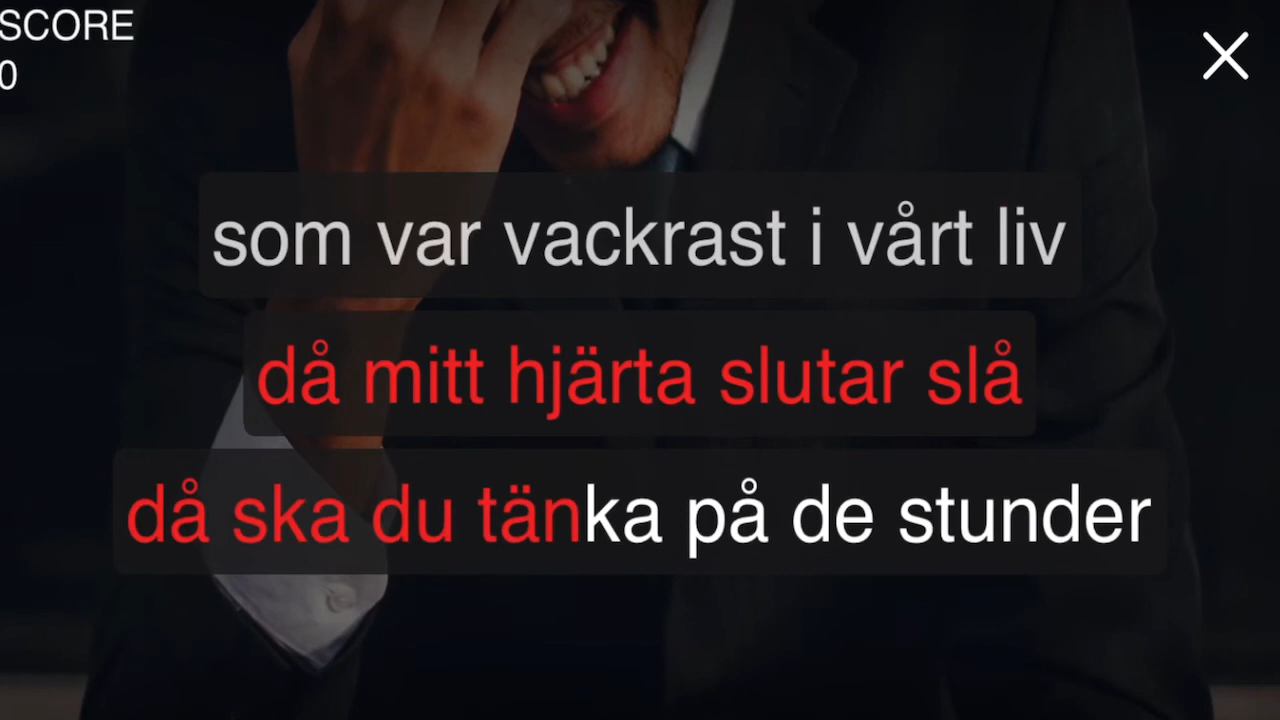 SCORE
0
som var vackrast i vårt liv
då mitt hjärta slutar slå
då ska du tänka på de stunder